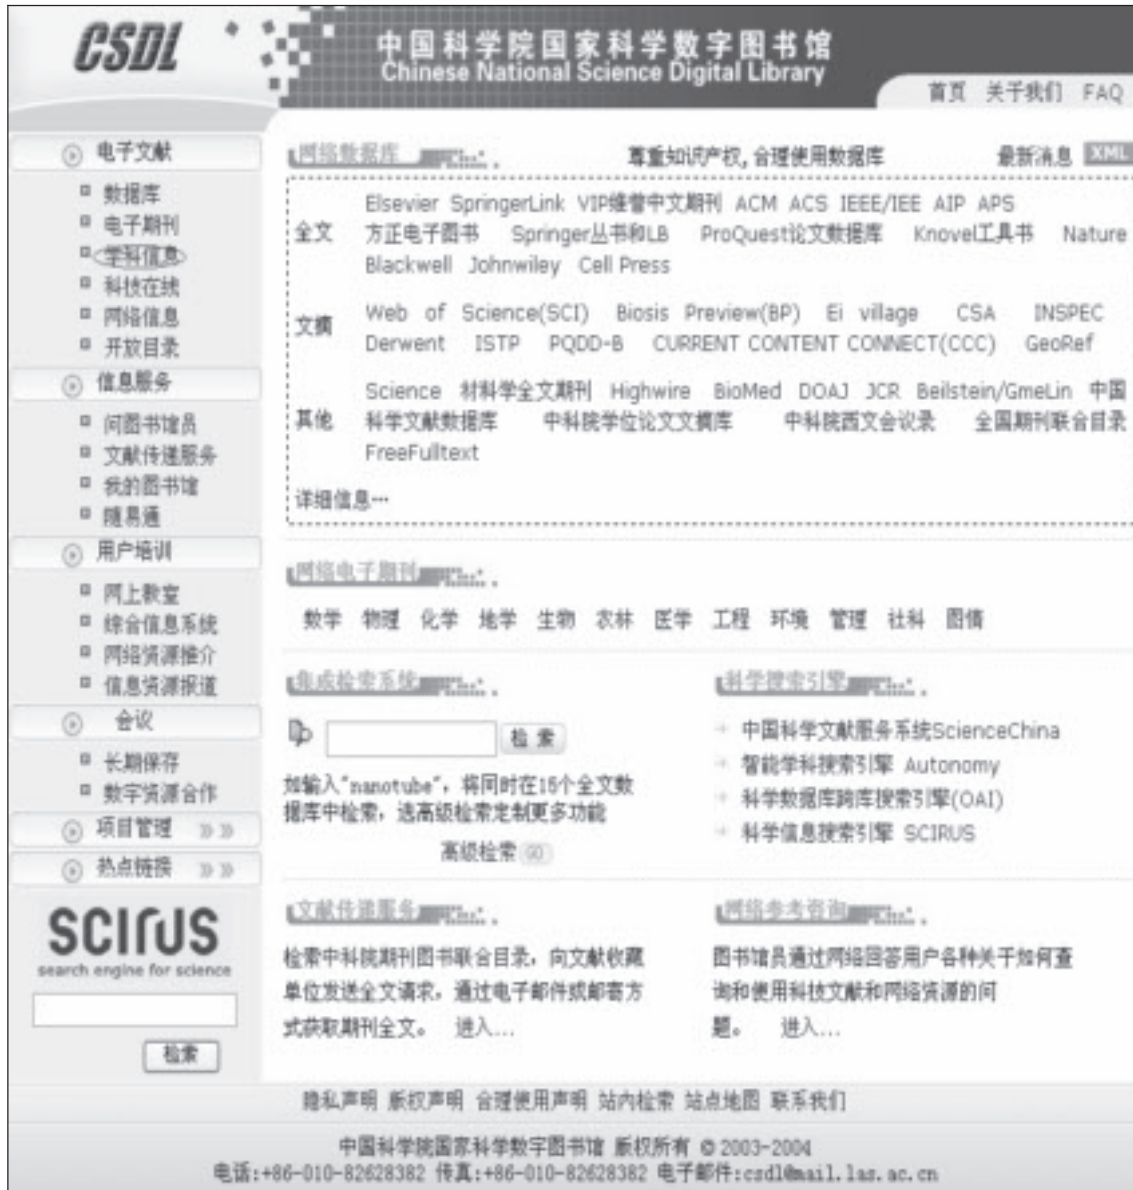 CSDL
中国科学院国家科学数字图书馆
Chinese National Science Digital Library
首页 关于我们 FAQ
电子文献
数据库
电子期刊
学科信息
科技在线
网络信息
开放目录
信息服务
问图书馆员
文献传递服务
我的图书馆
随易通
用户培训
网上教室
综合信息系统
网络资源推介
信息资源报道
会议
长期保存
数字资源合作
项目管理
热点链接
SCIRUS
search engine for science
检索
网络数据库 尊重知识产权,合理使用数据库 最新消息 XML
Elsevier SpringerLink VIP维普中文期刊 ACM ACS IEEE/IEE AIP APS
全文 方正电子图书 Springer丛书和LB ProQuest论文数据库 Knovel工具书 Nature
Blackwell Johnwiley Cell Press
Web of Science(SCI) Biosis Preview(BP) Ei village CSA INSPEC
文摘
Derwent ISTP PQDD-B CURRENT CONTENT CONNECT(CCC) GeoRef
Science 材料学全文期刊 Highwire BioMed DOAJ JCR Beilstein/GmeLin 中国
其他 科学文献数据库 中科院学位论文文摘库 中科院西文会议录 全国期刊联合目录
FreeFulltext
详细信息…
网络电子期刊
数学 物理 化学 地学 生物 农林 医学 工程 环境 管理 社科 图情
集成检索系统
检 索
如输入“nanotube”，将同时在15个全文数
据库中检索，选高级检索定制更多功能
高级检索 GO
科学搜索引擎
中国科学文献服务系统ScienceChina
智能学科搜索引擎 Autonomy
科学数据库跨库搜索引擎(OAI)
科学信息搜索引擎 SCIRUS
文献传递服务
检索中科院期刊图书联合目录，向文献收藏
单位发送全文请求，通过电子邮件或邮寄方
式获取期刊全文。 进入...
网络参考咨询
图书馆员通过网络回答用户各种关于如何查
询和使用科技文献和网络资源的问
题。 进入...
隐私声明 版权声明 合理使用声明 站内检索 站点地图 联系我们
中国科学院国家科学数字图书馆 版权所有 © 2003-2004
电话:+86-010-82628382 传真:+86-010-82628382 电子邮件:csdl@mail.las.ac.cn